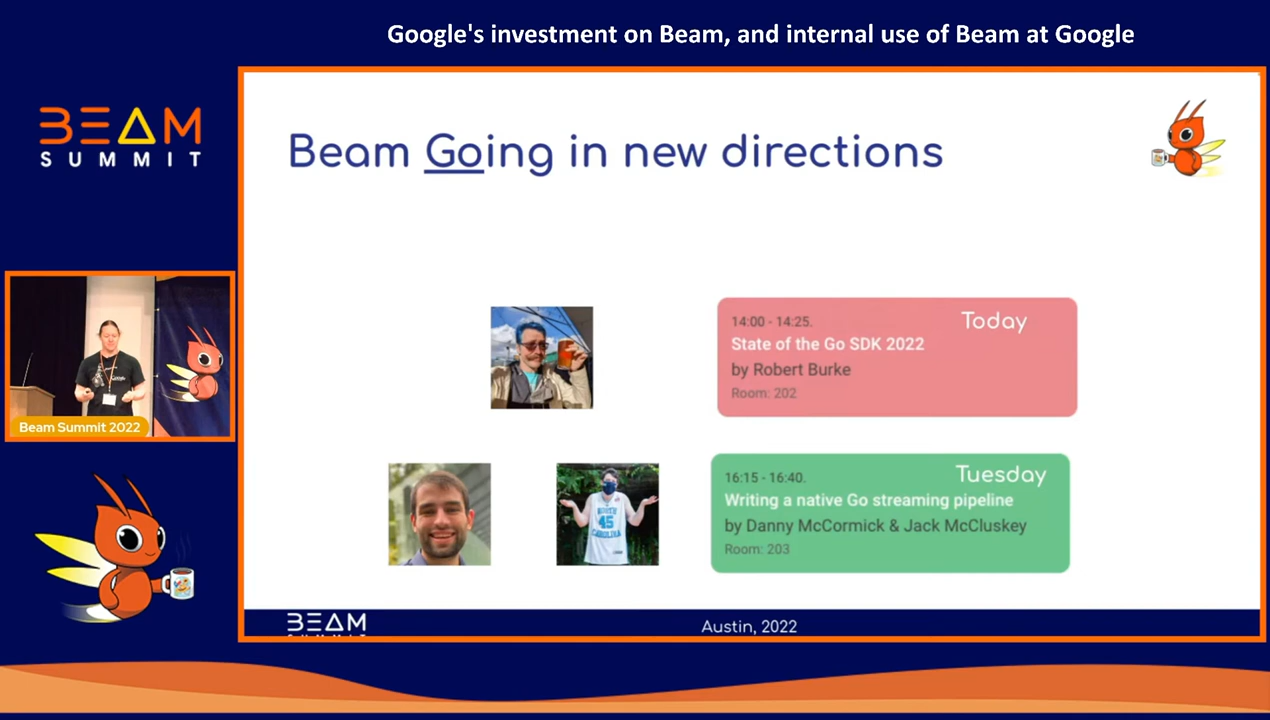 Google's investment on Beam, and internal use of Beam at Google
BEAM
SUMMIT
Beam Going in new directions
14:00 - 14:25.
Today
State of the Go SDK 2022
by Robert Burke
Room: 202
Beam Summit 2022
16:15 - 16:40.
Tuesday
Writing a native Go streaming pipeline
by Danny McCormick & Jack McCluskey
Room: 203
45
CAROLINA
BEAM
Austin, 2022